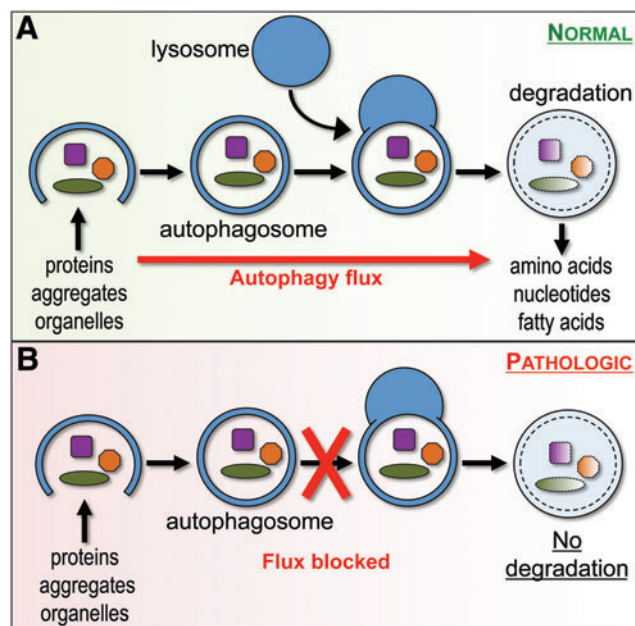 A
NORMAL
lysosome
degradation
autophagosome
proteins
aggregates
organelles
Autophagy flux
amino acids
nucleotides
fatty acids
B
PATHOLOGIC
autophagosome
proteins
aggregates
organelles
Flux blocked
No
degradation